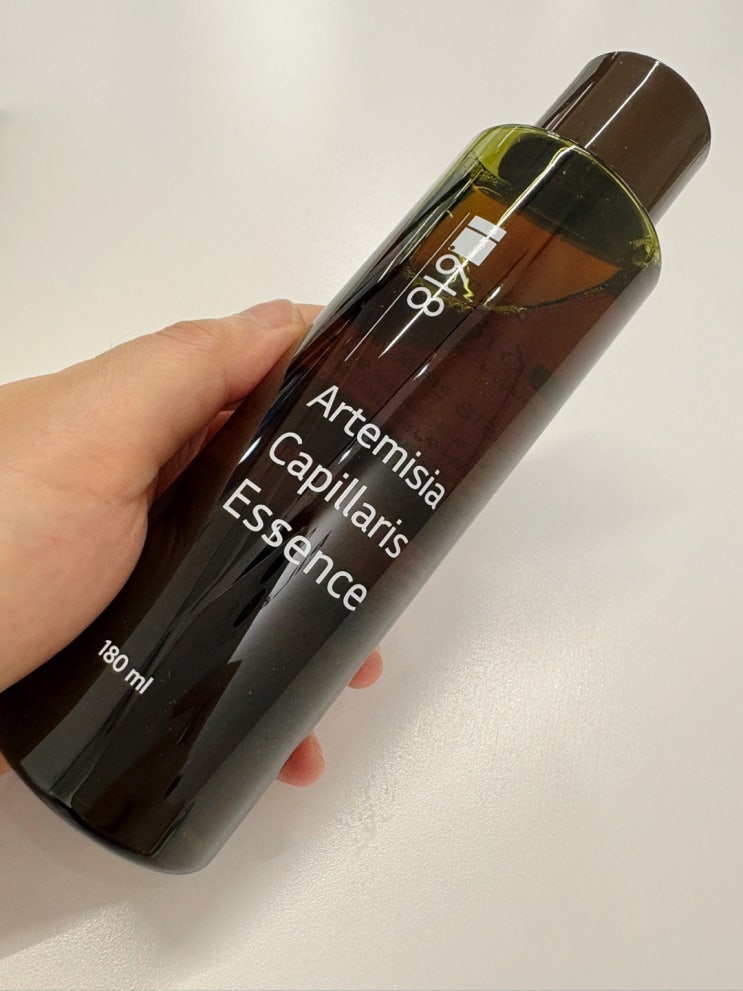 Artemisia
Capillaris
Essence
180 ml